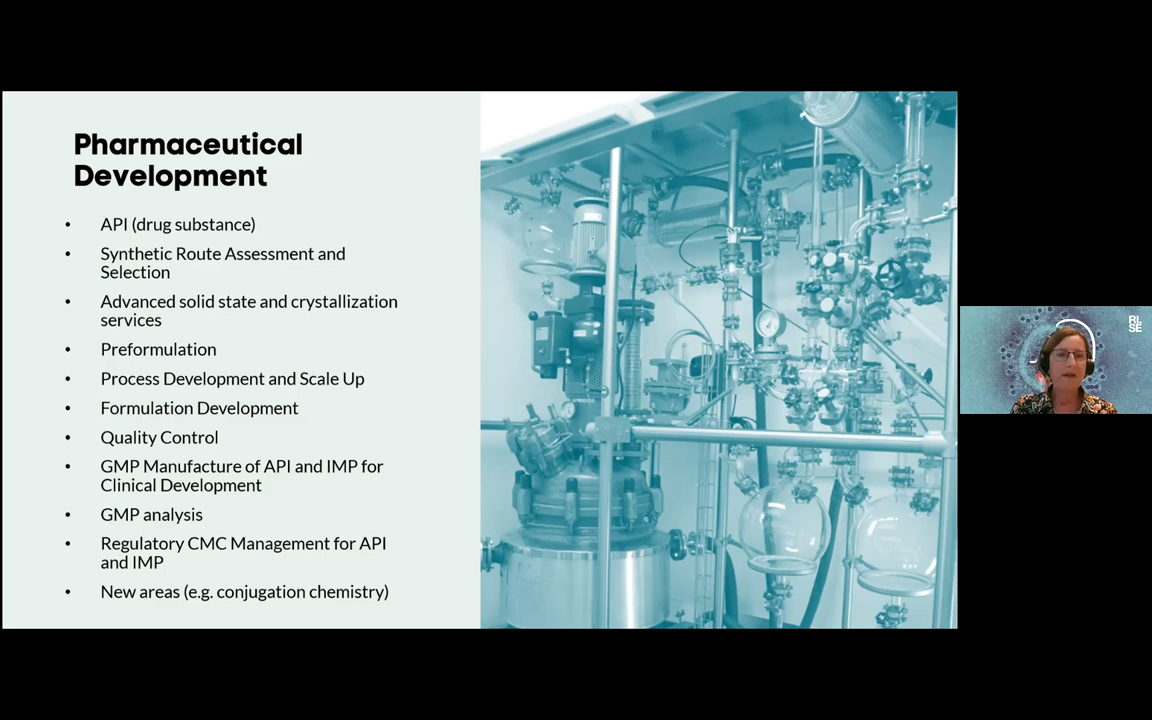 Pharmaceutical
Development
• API (drug substance)
• Synthetic Route Assessment and
Selection
• Advanced solid state and crystallization
services
• Preformulation
• Process Development and Scale Up
• Formulation Development
• Quality Control
• GMP Manufacture of API and IMP for
Clinical Development
• GMP analysis
• Regulatory CMC Management for API
and IMP
• New areas (e.g. conjugation chemistry)
RI.
SE